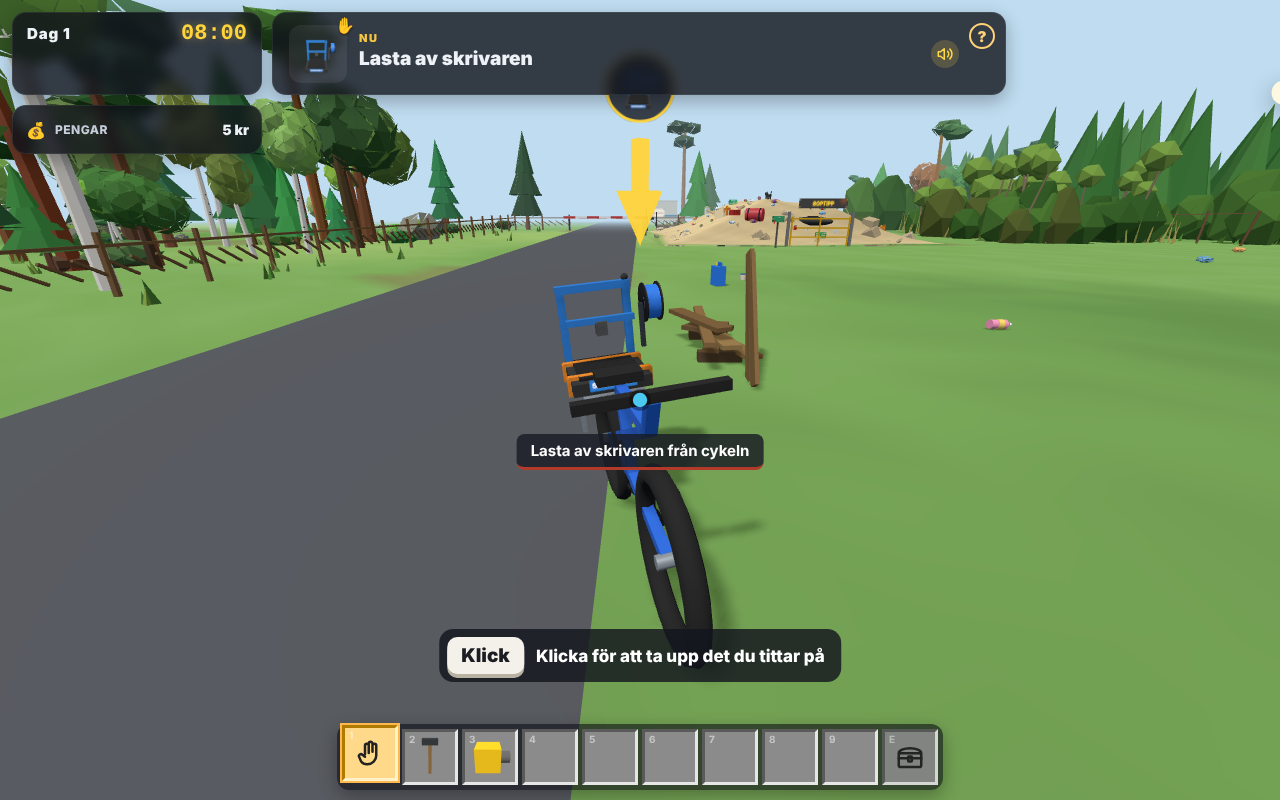 Dag 1
08:00
NU
Lasta av skrivaren
?
PENGAR
5 kr
SOPTIPP
Lasta av skrivaren från cykeln
Klick
Klicka för att ta upp det du tittar på
1
2
3
4
5
6
7
8
9
E